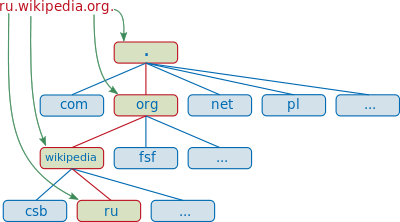 ru.wikipedia.org.
.
com org net pl ...
wikipedia fsf ...
csb ru ...